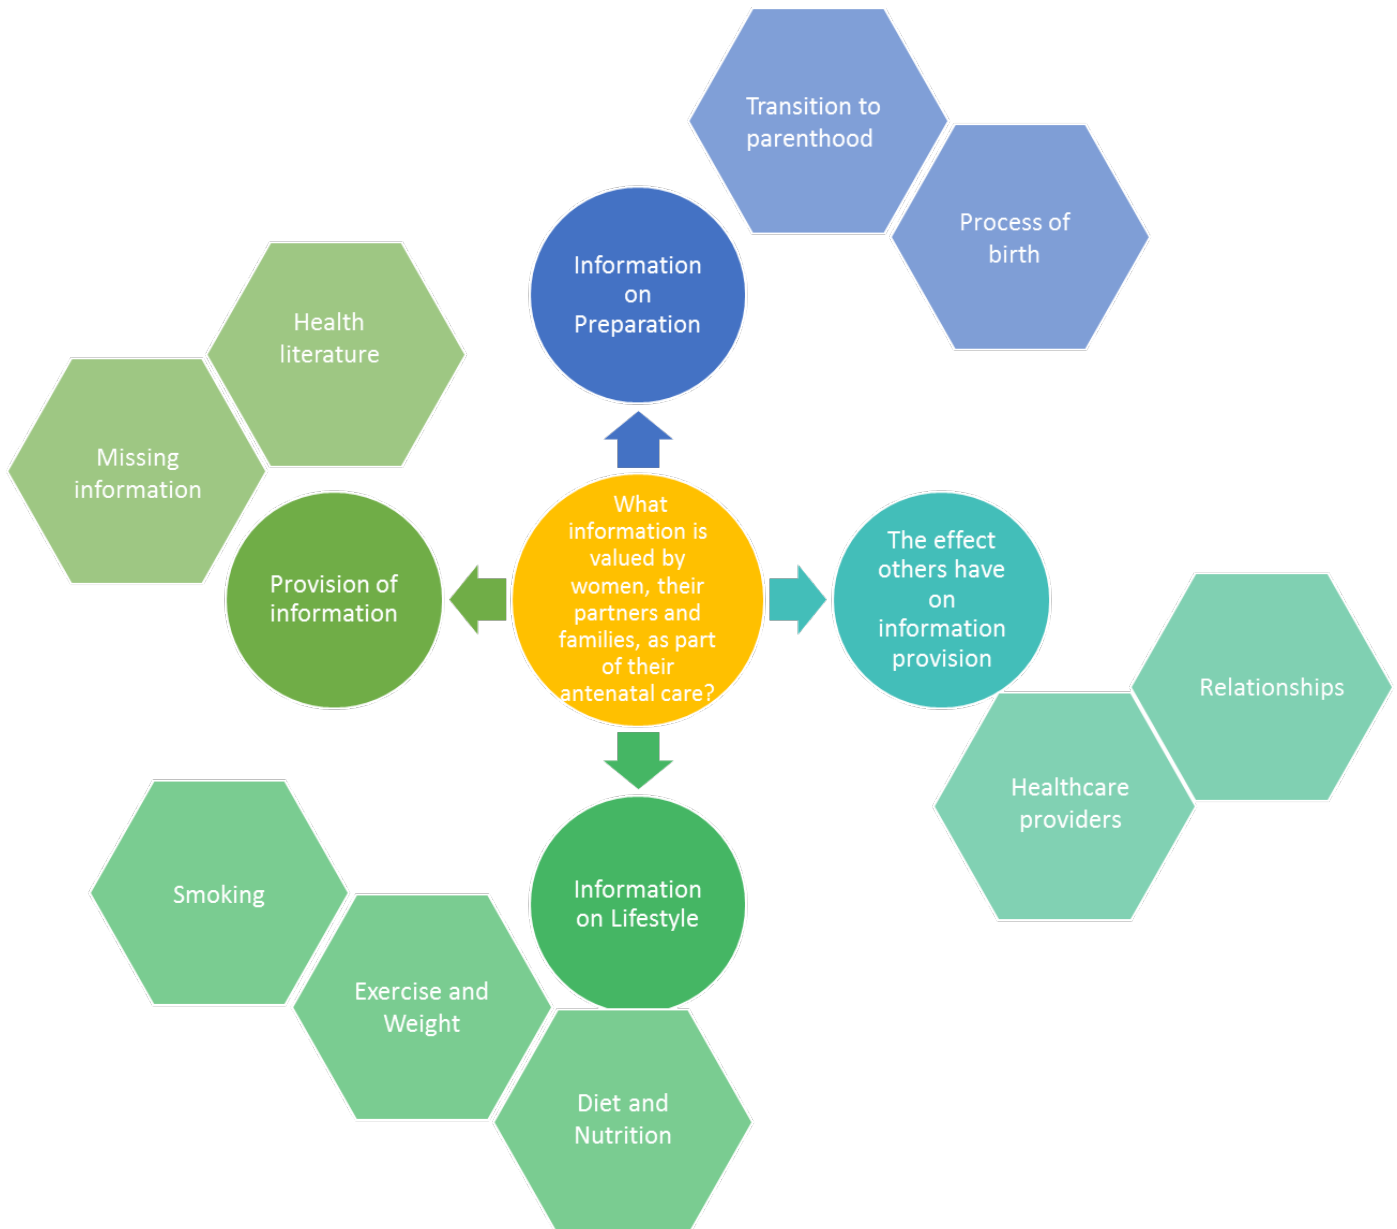 Transition to
parenthood
Process of
birth
Information
on
Preparation
Health
literature
Missing
information
Provision of
information
What
information is
valued by
women, their
partners and
families, as part
of their
antenatal care?
The effect
others have
on
information
provision
Relationships
Healthcare
providers
Information
on Lifestyle
Smoking
Exercise and
Weight
Diet and
Nutrition